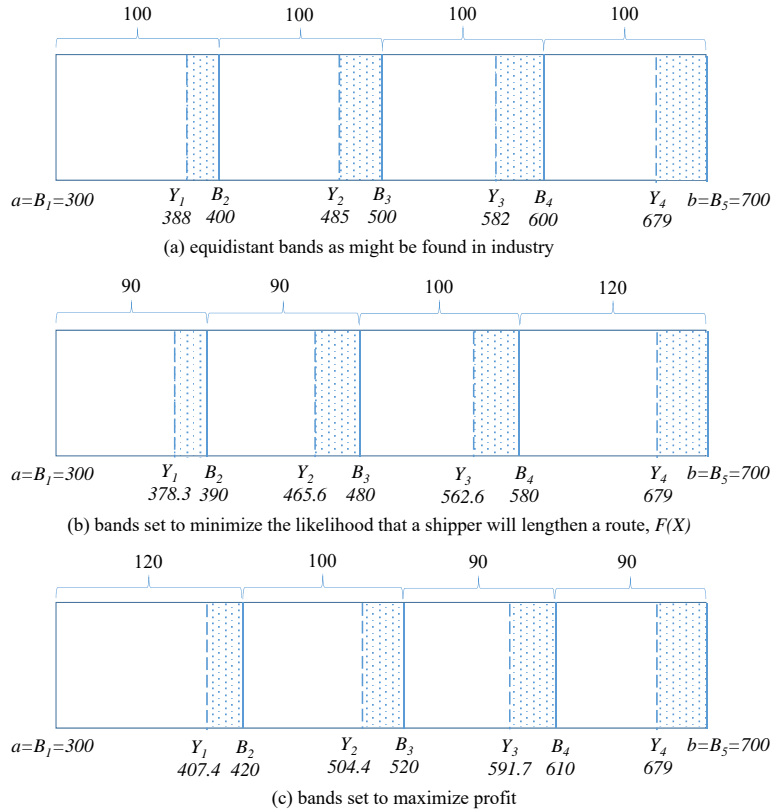 100 100 100 100
a=B1=300 Y1 B2 Y2 B3 Y3 B4 Y4 b=B5=700
388 400 485 500 582 600 679
(a) equidistant bands as might be found in industry
90 90 100 120
a=B1=300 Y1 B2 Y2 B3 Y3 B4 Y4 b=B5=700
378.3 390 465.6 480 562.6 580 679
(b) bands set to minimize the likelihood that a shipper will lengthen a route, F(X)
120 100 90 90
a=B1=300 Y1 B2 Y2 B3 Y3 B4 Y4 b=B5=700
407.4 420 504.4 520 591.7 610 679
(c) bands set to maximize profit